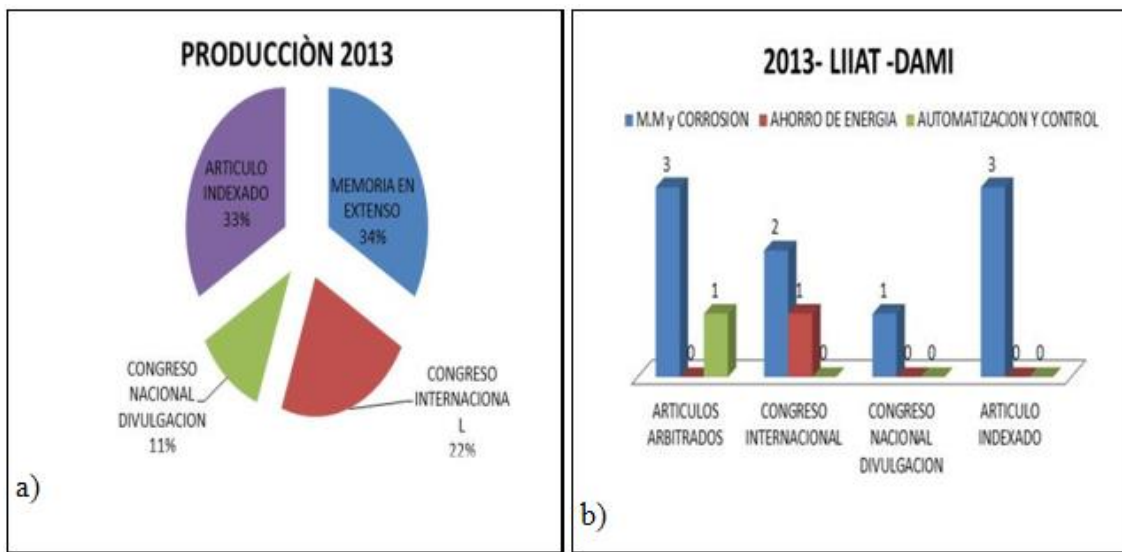 PRODUCCIÒN 2013
ARTICULO
INDEXADO
33%
MEMORIA EN
EXTENSO
34%
CONGRESO
NACIONAL
DIVULGACION
11%
CONGRESO
INTERNACIONA
L
22%
a)
2013- LIIAT -DAMI
M.M y CORROSION AHORRO DE ENERGIA AUTOMATIZACION Y CONTROL
3 0 1
2 1 0
1 0 0
3 0 0
ARTICULOS
ARBITRADOS
CONGRESO
INTERNACIONAL
CONGRESO
NACIONAL
DIVULGACION
ARTICULO
INDEXADO
b)